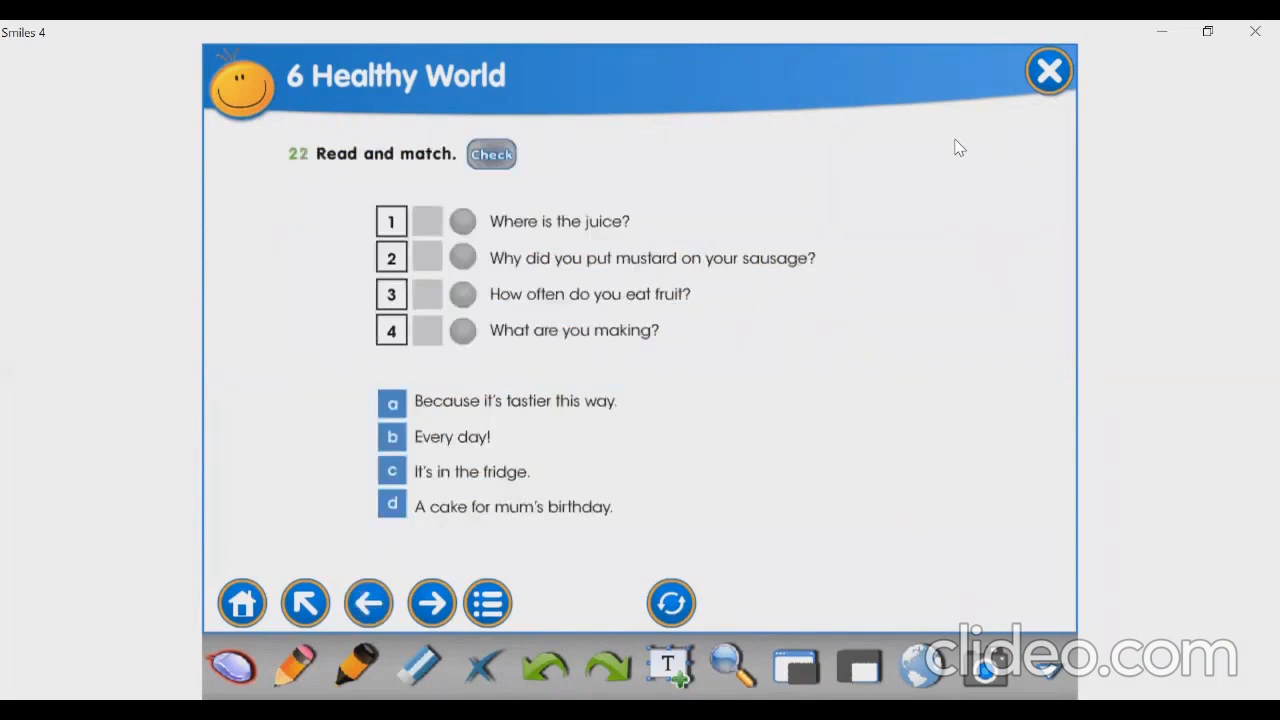 Smiles 4
6 Healthy World
22 Read and match. Check
1 Where is the juice?
2 Why did you put mustard on your sausage?
3 How often do you eat fruit?
4 What are you making?
a Because it's tastier this way.
b Every day!
c It's in the fridge.
d A cake for mum's birthday.
T
clideo.com